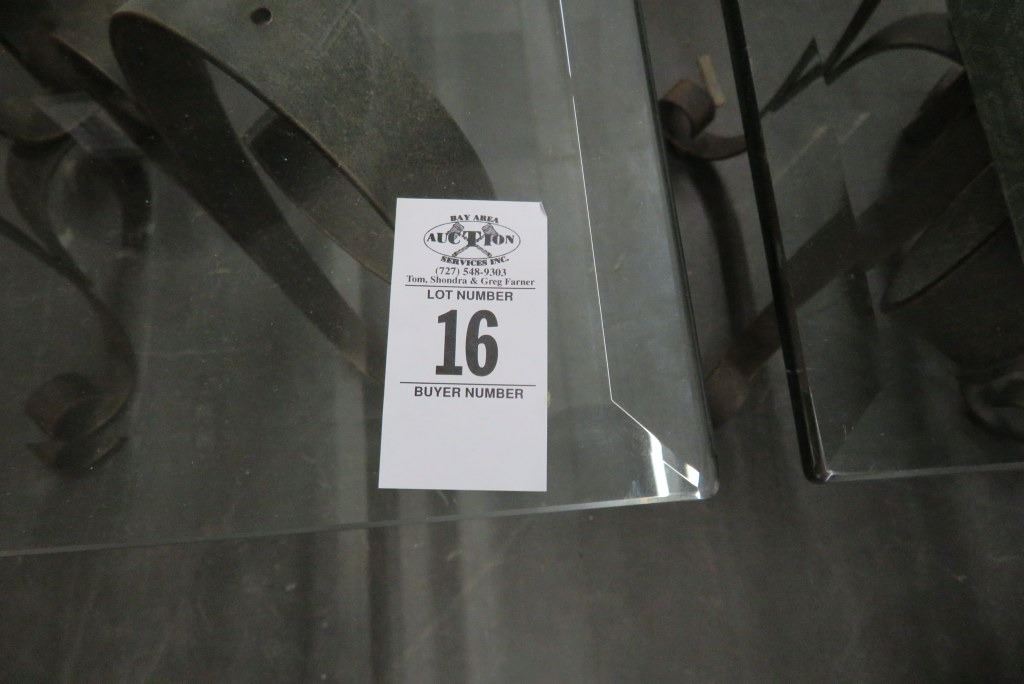 BAY AREA
AUCTION
SERVICES INC.
(727) 548-9303
Tom, Shondra & Greg Farner
LOT NUMBER
16
BUYER NUMBER